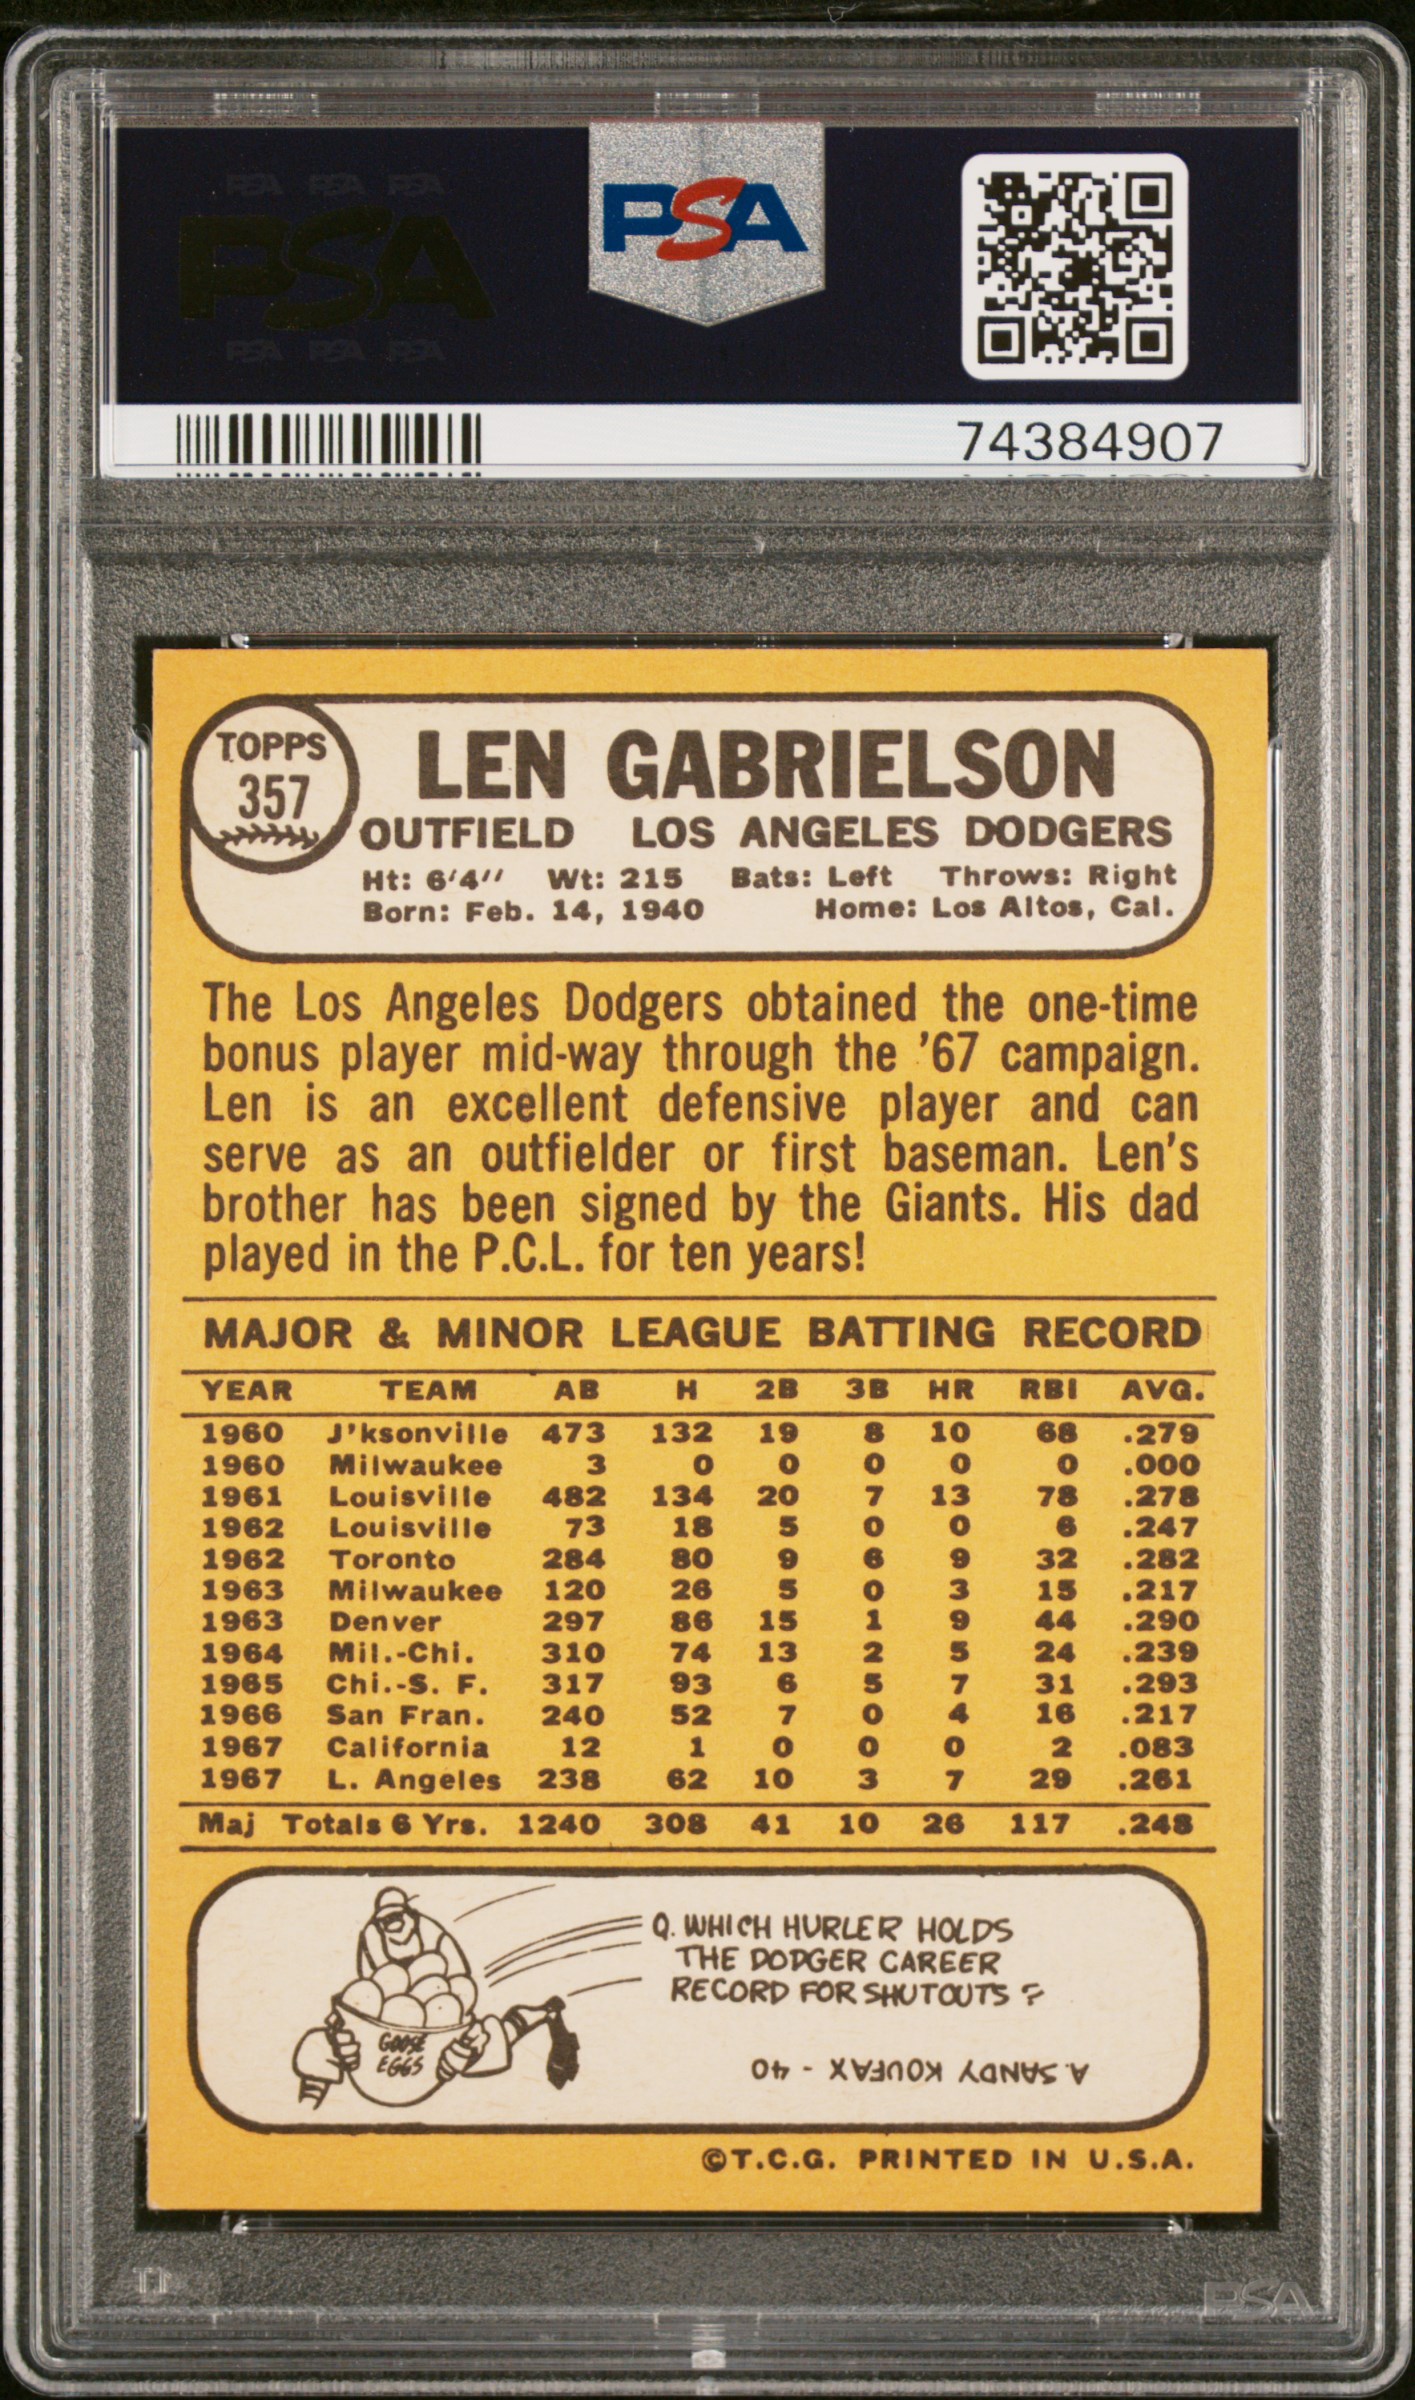 PSA PSA PSA
PSA
PSA PSA PSA
PSA
74384907
TOPPS
357
LEN GABRIELSON
OUTFIELD LOS ANGELES DODGERS
Ht: 6'4'' Wt: 215 Bats: Left Throws: Right
Born: Feb. 14, 1940 Home: Los Altos, Cal.
The Los Angeles Dodgers obtained the one-time
bonus player mid-way through the '67 campaign.
Len is an excellent defensive player and can
serve as an outfielder or first baseman. Len's
brother has been signed by the Giants. His dad
played in the P.C.L. for ten years!
MAJOR & MINOR LEAGUE BATTING RECORD
YEAR TEAM AB H 2B 3B HR RBI AVG.
1960 J'ksonville 473 132 19 8 10 68 .279
1960 Milwaukee 3 0 0 0 0 0 .000
1961 Louisville 482 134 20 7 13 78 .278
1962 Louisville 73 18 5 0 0 6 .247
1962 Toronto 284 80 9 6 9 32 .282
1963 Milwaukee 120 26 5 0 3 15 .217
1963 Denver 297 86 15 1 9 44 .290
1964 Mil.-Chi. 310 74 13 2 5 24 .239
1965 Chi.-S. F. 317 93 6 5 7 31 .293
1966 San Fran. 240 52 7 0 4 16 .217
1967 California 12 1 0 0 0 2 .083
1967 L. Angeles 238 62 10 3 7 29 .261
Maj Totals 6 Yrs. 1240 308 41 10 26 117 .248
Q. WHICH HURLER HOLDS
THE DODGER CAREER
RECORD FOR SHUTOUTS?
GOOSE
EGGS
A. SANDY KOUFAX - 40
©T.C.G. PRINTED IN U.S.A.
PSA